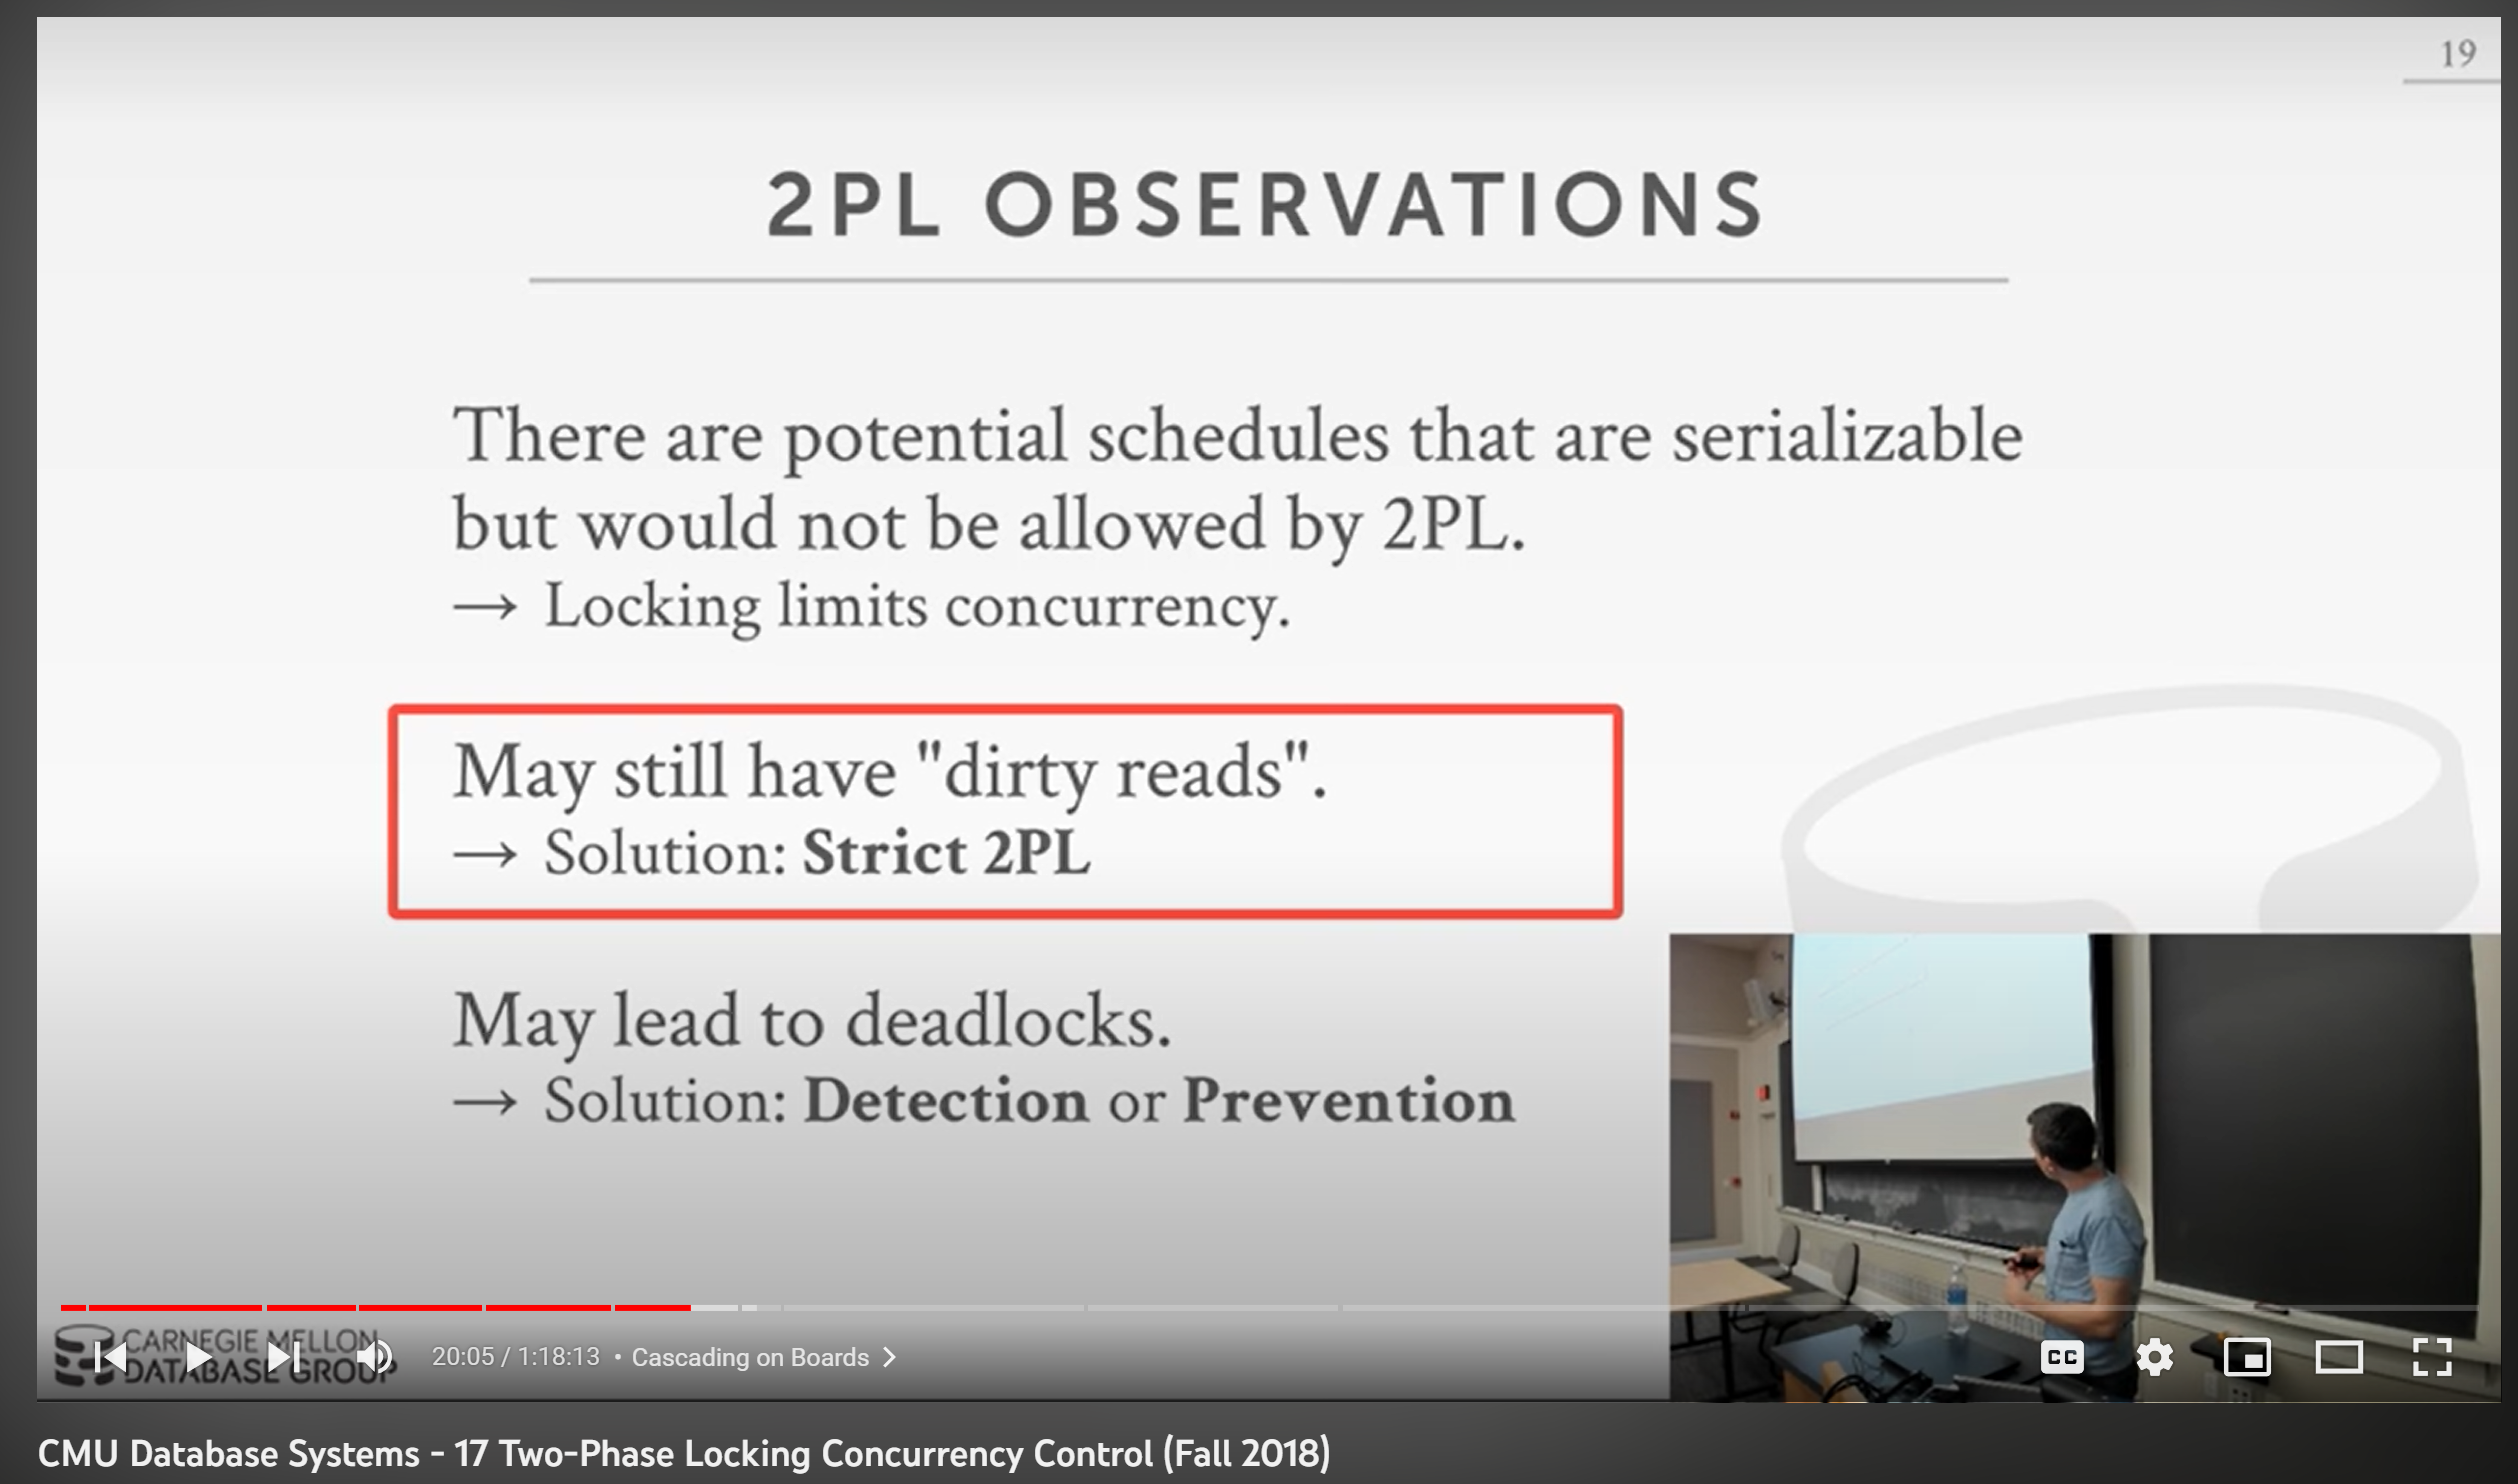 19
2PL OBSERVATIONS
There are potential schedules that are serializable
but would not be allowed by 2PL.
→ Locking limits concurrency.
May still have "dirty reads".
→ Solution: Strict 2PL
May lead to deadlocks.
→ Solution: Detection or Prevention
CARNEGIE MELLON
DATABASE GROUP
20:05 / 1:18:13 • Cascading on Boards
CC
CMU Database Systems - 17 Two-Phase Locking Concurrency Control (Fall 2018)